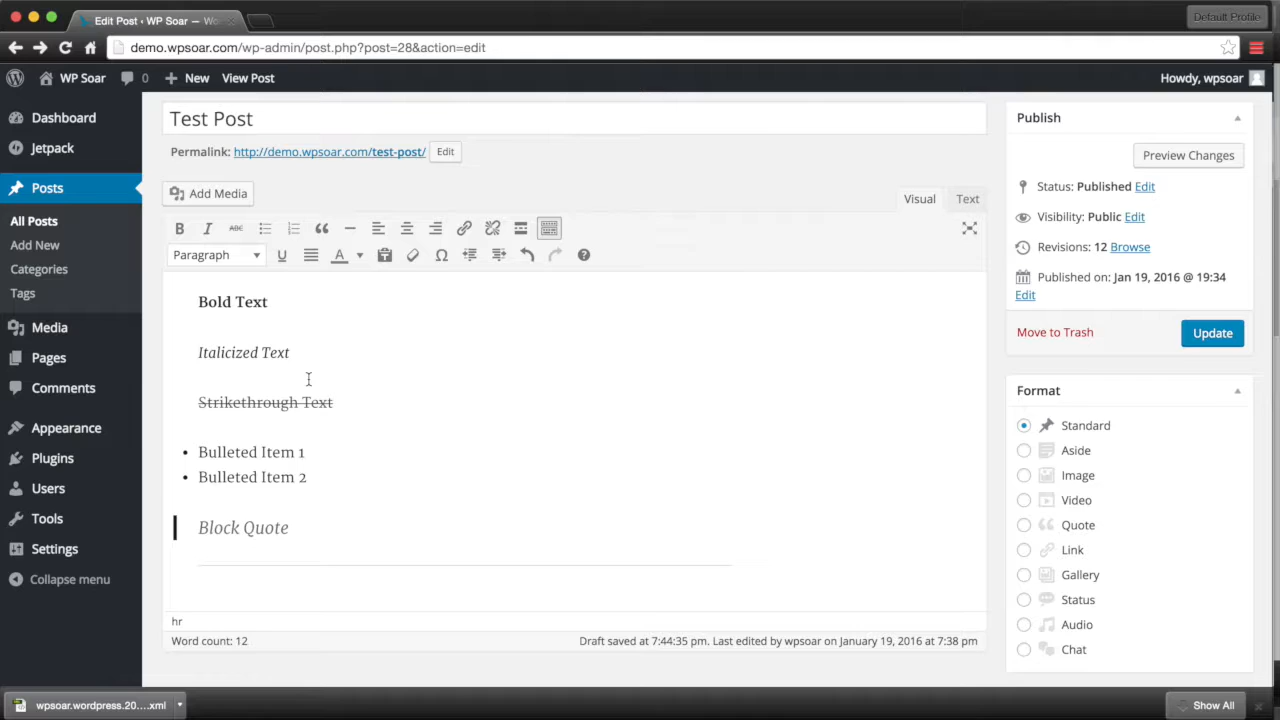 Edit Post ‹ WP Soar — Wo
Default Profile
demo.wpsoar.com/wp-admin/post.php?post=28&action=edit
WP Soar
0
New
View Post
Howdy, wpsoar
Dashboard
Jetpack
Posts
All Posts
Add New
Categories
Tags
Media
Pages
Comments
Appearance
Plugins
Users
Tools
Settings
Collapse menu
Test Post
Permalink: http://demo.wpsoar.com/test-post/ Edit
Add Media
Visual Text
B I ABC
Paragraph U A Ω
Bold Text
Italicized Text
Strikethrough Text
• Bulleted Item 1
• Bulleted Item 2
Block Quote
hr
Word count: 12
Draft saved at 7:44:35 pm. Last edited by wpsoar on January 19, 2016 at 7:38 pm
Publish
Preview Changes
Status: Published Edit
Visibility: Public Edit
Revisions: 12 Browse
Published on: Jan 19, 2016 @ 19:34
Edit
Move to Trash
Update
Format
Standard
Aside
Image
Video
Quote
Link
Gallery
Status
Audio
Chat
wpsoar.wordpress.20....xml
Show All